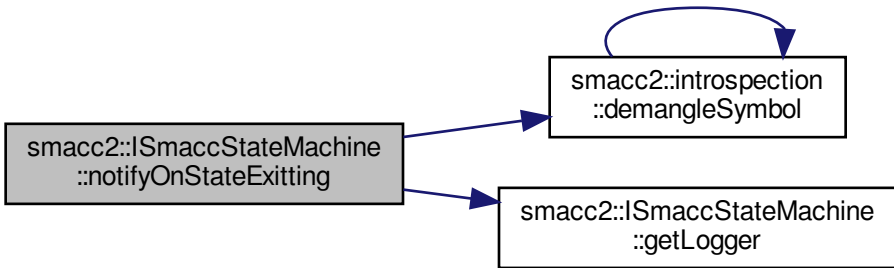 smacc2::introspection
::demangleSymbol
smacc2::ISmaccStateMachine
::notifyOnStateExitting
smacc2::ISmaccStateMachine
::getLogger